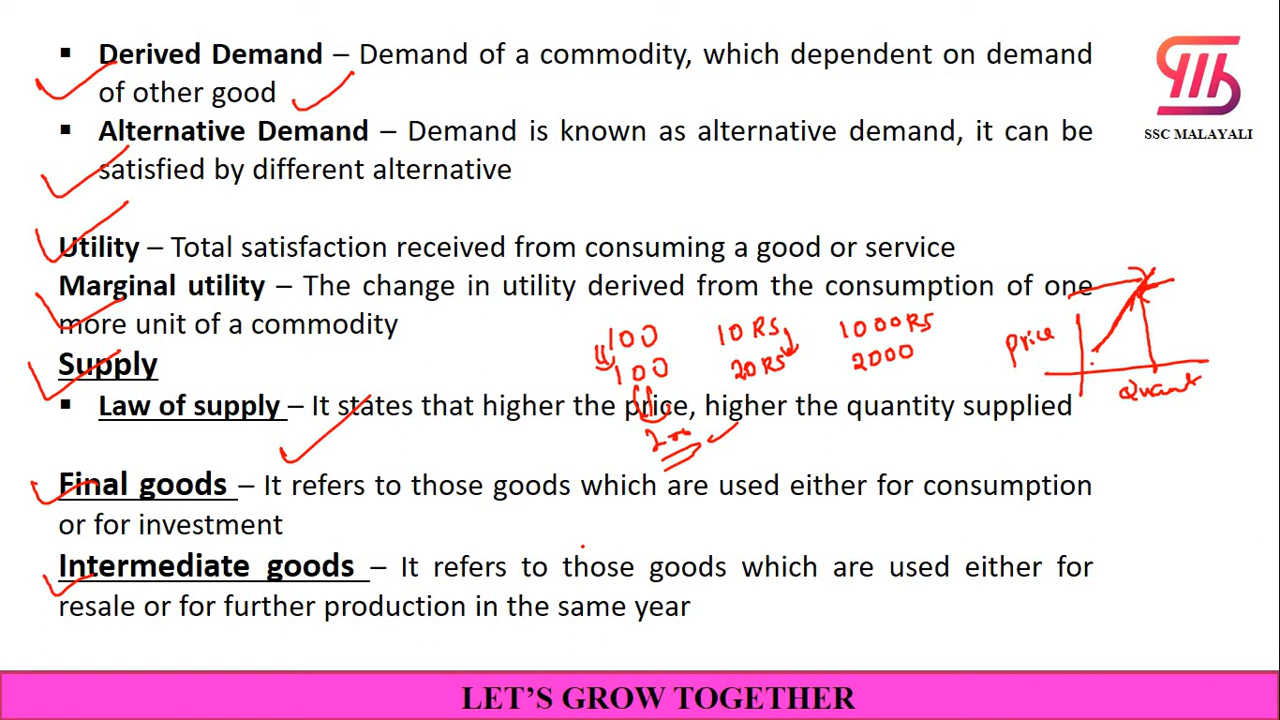 ▪ Derived Demand – Demand of a commodity, which dependent on demand
of other good
▪ Alternative Demand – Demand is known as alternative demand, it can be
satisfied by different alternative
SSC MALAYALI
Utility – Total satisfaction received from consuming a good or service
Marginal utility – The change in utility derived from the consumption of one
more unit of a commodity
100 10 RS 1000RS
100 20 RS 2000
Price
Quant
Supply
▪ Law of supply – It states that higher the price, higher the quantity supplied
Final goods – It refers to those goods which are used either for consumption
or for investment
Intermediate goods – It refers to those goods which are used either for
resale or for further production in the same year
LET'S GROW TOGETHER